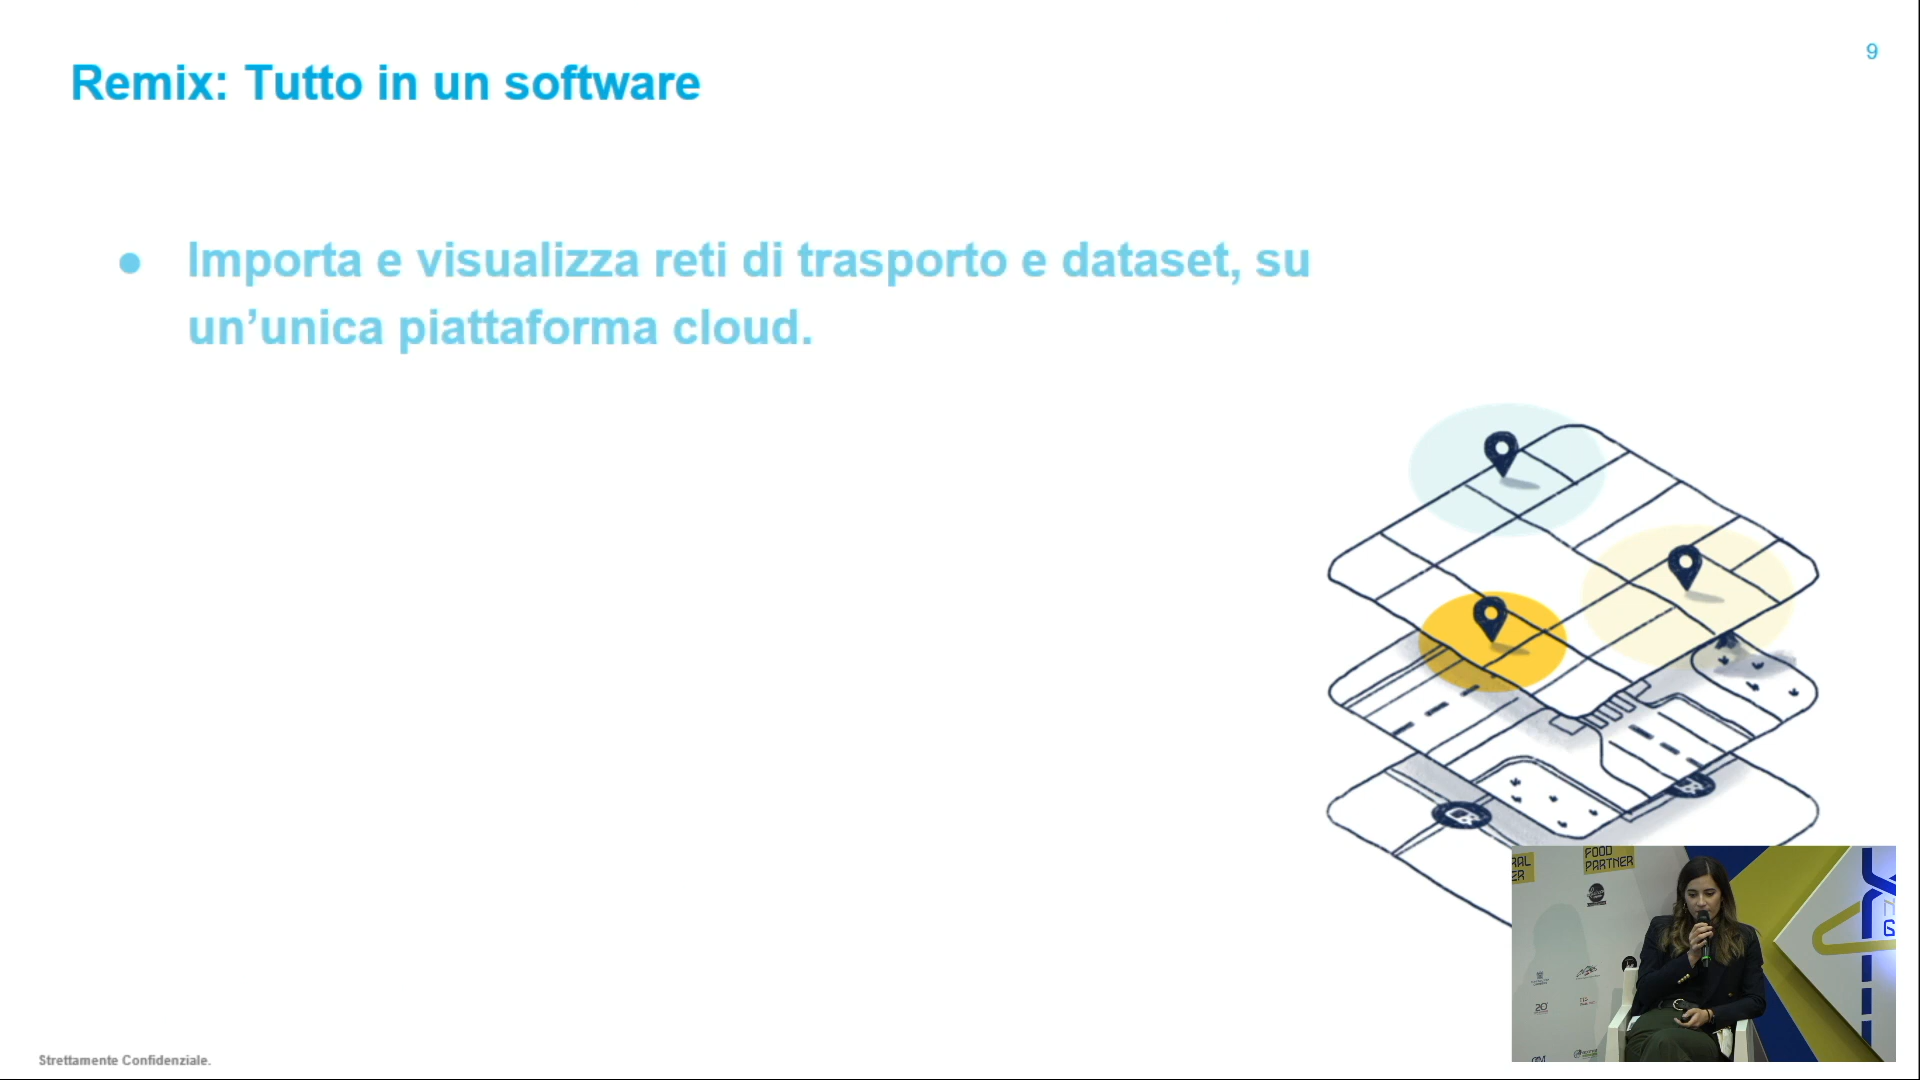 9
Remix: Tutto in un software
● Importa e visualizza reti di trasporto e dataset, su
un’unica piattaforma cloud.
FOOD
PARTNER
20
Strettamente Confidenziale.